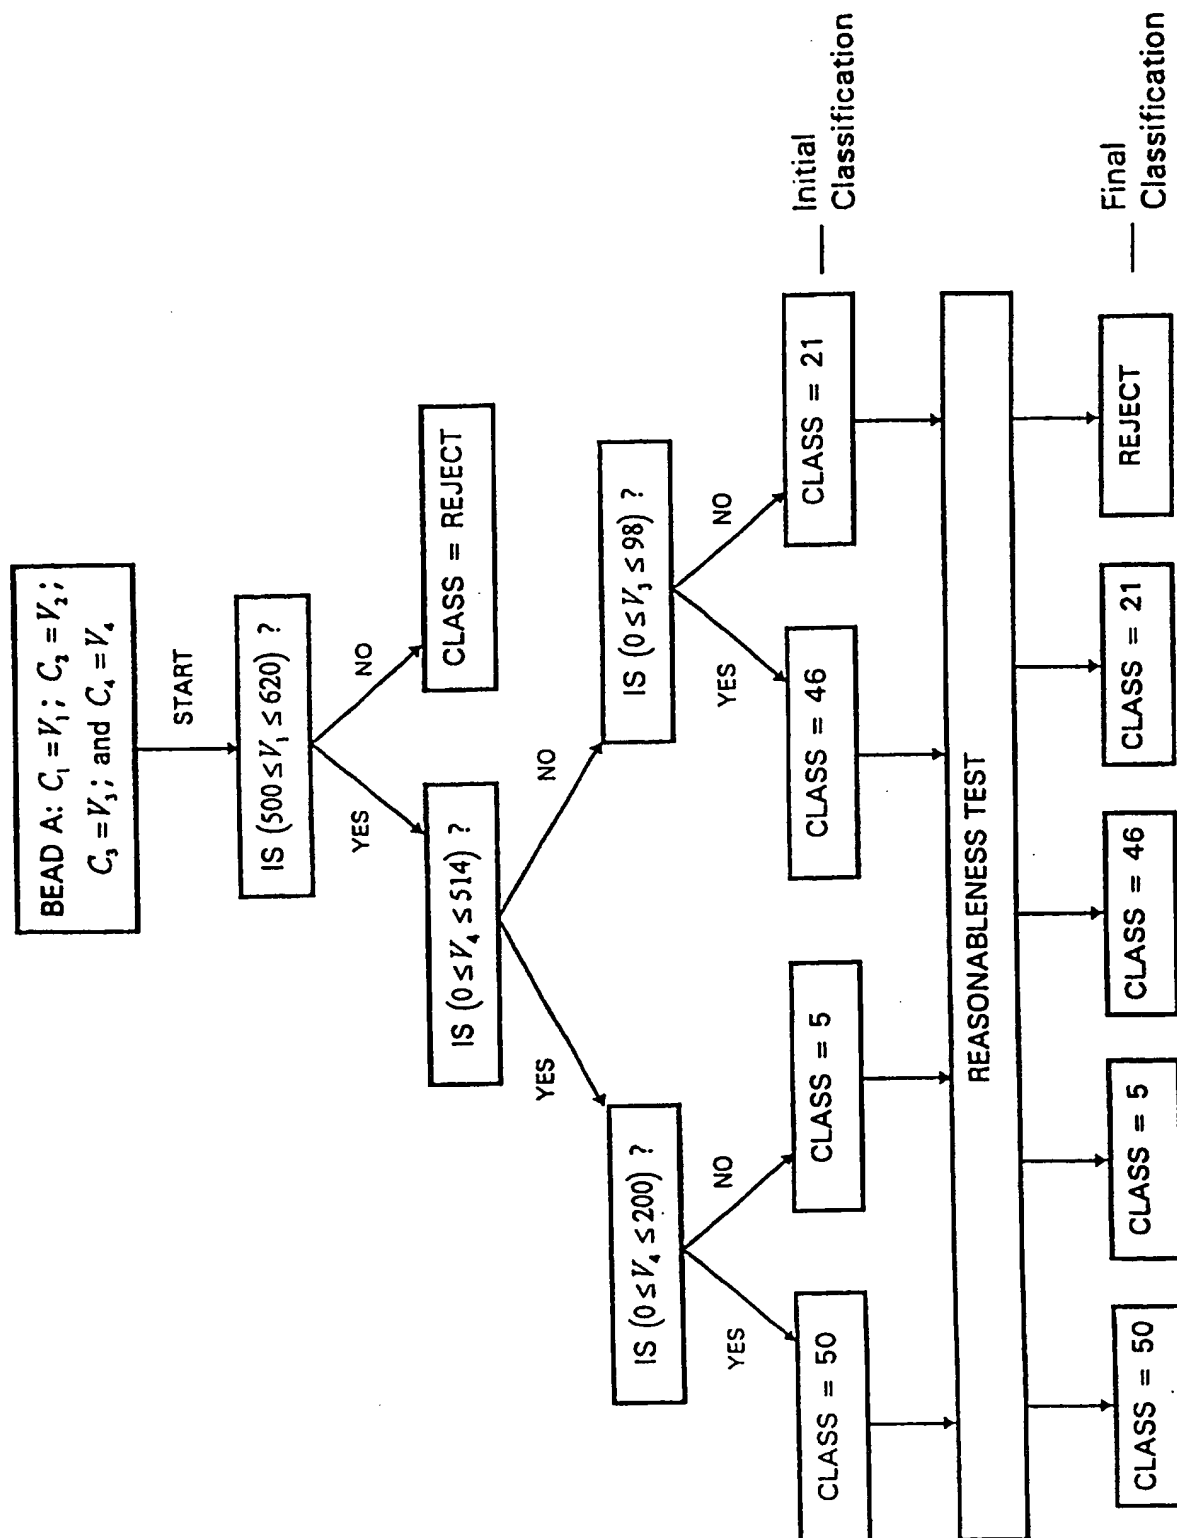 BEAD A: C₁ = V₁; C₂ = V₂;
C₃ = V₃; and C₄ = V₄
START
IS (500 ≤ V₁ ≤ 620) ?
YES
NO
IS (0 ≤ V₄ ≤ 514) ?
CLASS = REJECT
YES
NO
IS (0 ≤ V₄ ≤ 200) ?
IS (0 ≤ V₃ ≤ 98) ?
YES
NO
YES
NO
CLASS = 50
CLASS = 5
CLASS = 46
CLASS = 21
Initial
Classification
REASONABLENESS TEST
CLASS = 50
CLASS = 5
CLASS = 46
CLASS = 21
REJECT
Final
Classification